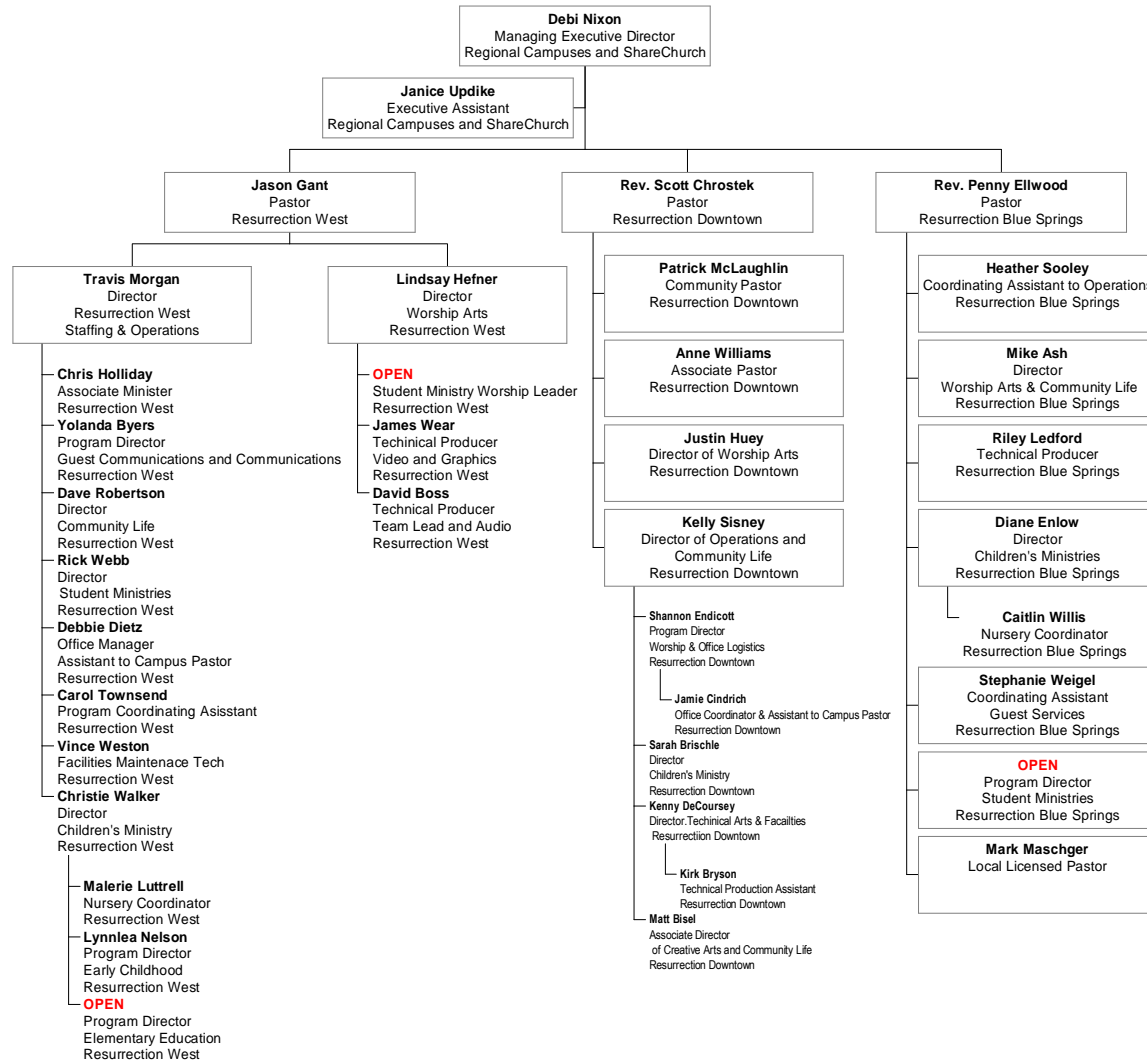 Debi Nixon
Managing Executive Director
Regional Campuses and ShareChurch
Janice Updike
Executive Assistant
Regional Campuses and ShareChurch
Jason Gant
Pastor
Resurrection West
Travis Morgan
Director
Resurrection West
Staffing & Operations
Chris Holliday
Associate Minister
Resurrection West
Yolanda Byers
Program Director
Guest Communications and Communications
Resurrection West
Dave Robertson
Director
Community Life
Resurrection West
Rick Webb
Director
Student Ministries
Resurrection West
Debbie Dietz
Office Manager
Assistant to Campus Pastor
Resurrection West
Carol Townsend
Program Coordinating Asisstant
Resurrection West
Vince Weston
Facilities Maintenace Tech
Resurrection West
Christie Walker
Director
Children's Ministry
Resurrection West
Malerie Luttrell
Nursery Coordinator
Resurrection West
Lynnlea Nelson
Program Director
Early Childhood
Resurrection West
OPEN
Program Director
Elementary Education
Resurrection West
Lindsay Hefner
Director
Worship Arts
Resurrection West
OPEN
Student Ministry Worship Leader
Resurrection West
James Wear
Techinical Producer
Video and Graphics
Resurrection West
David Boss
Technical Producer
Team Lead and Audio
Resurrection West
Rev. Scott Chrostek
Pastor
Resurrection Downtown
Patrick McLaughlin
Community Pastor
Resurrection Downtown
Anne Williams
Associate Pastor
Resurrection Downtown
Justin Huey
Director of Worship Arts
Resurrection Downtown
Kelly Sisney
Director of Operations and
Community Life
Resurrection Downtown
Shannon Endicott
Program Director
Worship & Office Logistics
Resurrection Downtown
Jamie Cindrich
Office Coordinator & Assistant to Campus Pastor
Resurrection Downtown
Sarah Brischle
Director
Children's Ministry
Resurrection Downtown
Kenny DeCoursey
Director.Techinical Arts & Facailties
Resurrectiion Downtown
Kirk Bryson
Technical Production Assistant
Resurrection Downtown
Matt Bisel
Associate Director
of Creative Arts and Community Life
Resurrection Downtown
Rev. Penny Ellwood
Pastor
Resurrection Blue Springs
Heather Sooley
Coordinating Assistant to Operations
Resurrection Blue Springs
Mike Ash
Director
Worship Arts & Community Life
Resurrection Blue Springs
Riley Ledford
Technical Producer
Resurrection Blue Springs
Diane Enlow
Director
Children's Ministries
Resurrection Blue Springs
Caitlin Willis
Nursery Coordinator
Resurrection Blue Springs
Stephanie Weigel
Coordinating Assistant
Guest Services
Resurrection Blue Springs
OPEN
Program Director
Student Ministries
Resurrection Blue Springs
Mark Maschger
Local Licensed Pastor